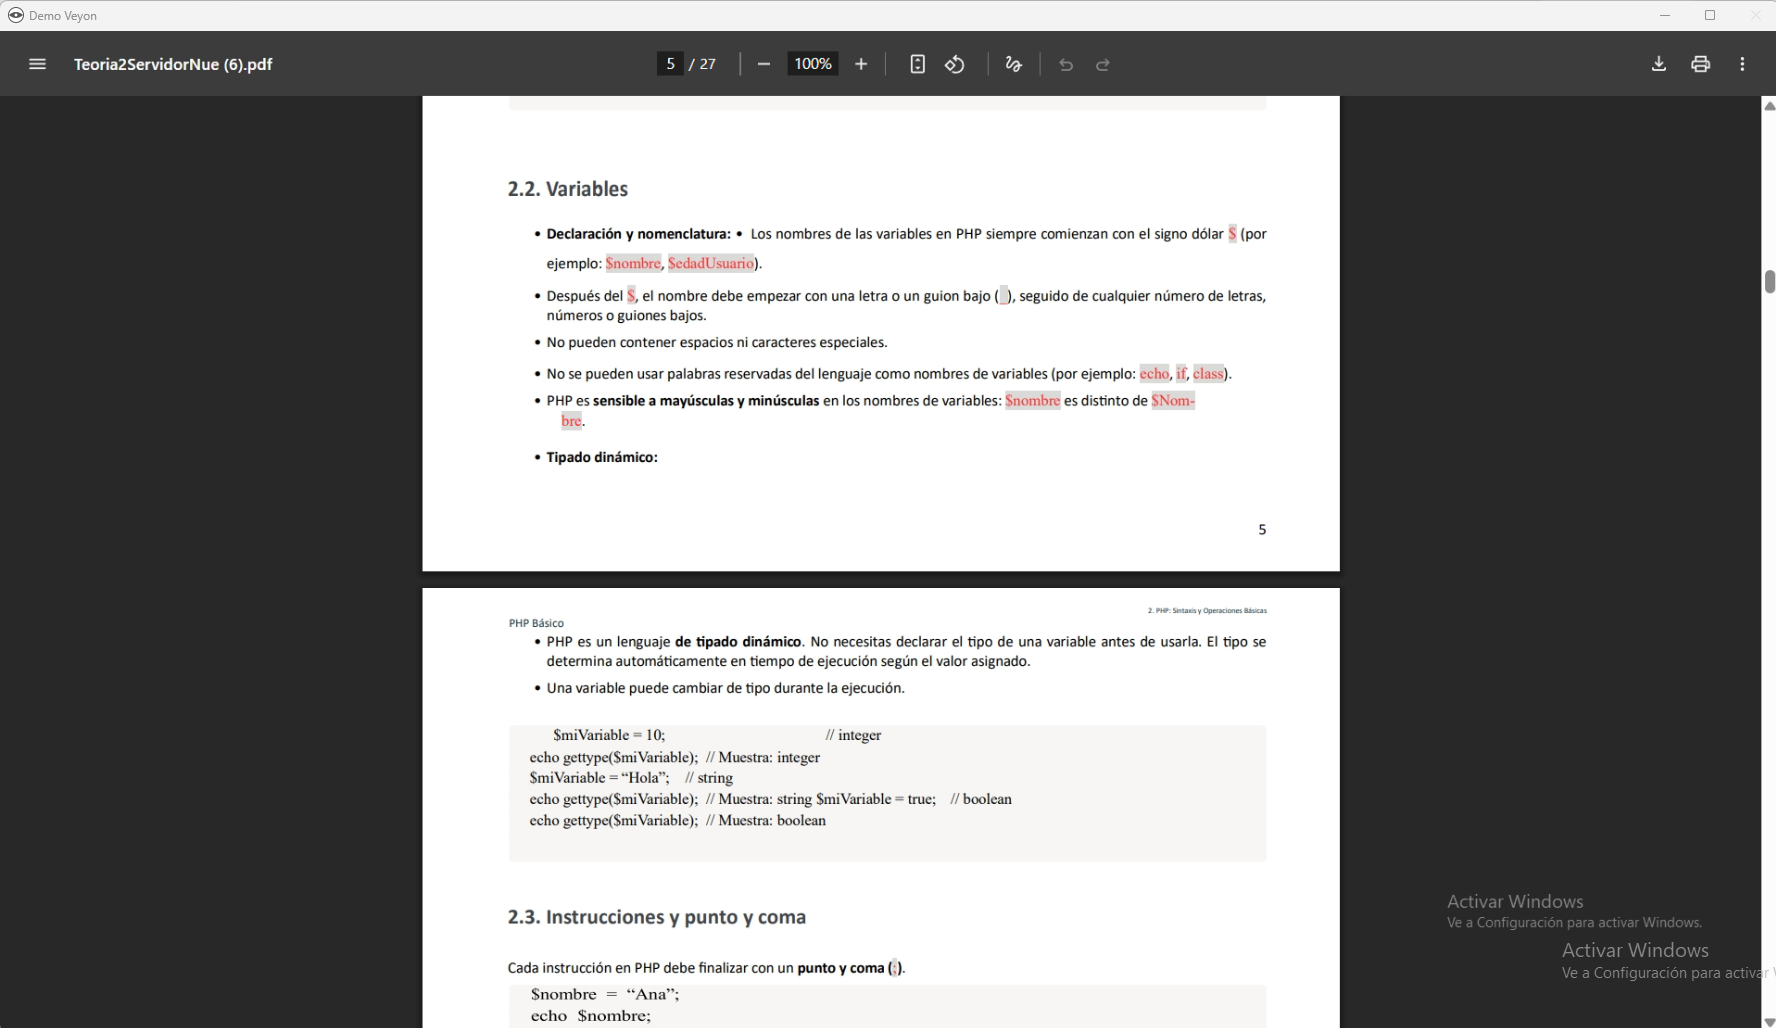 Demo Veyon
Teoria2ServidorNue (6).pdf
5 / 27
100%
2.2. Variables
• Declaración y nomenclatura: • Los nombres de las variables en PHP siempre comienzan con el signo dólar $ (por
ejemplo: $nombre, $edadUsuario).
• Después del $, el nombre debe empezar con una letra o un guion bajo (_), seguido de cualquier número de letras,
números o guiones bajos.
• No pueden contener espacios ni caracteres especiales.
• No se pueden usar palabras reservadas del lenguaje como nombres de variables (por ejemplo: echo, if, class).
• PHP es sensible a mayúsculas y minúsculas en los nombres de variables: $nombre es distinto de $Nom-
bre.
• Tipado dinámico:
5
2. PHP: Sintaxis y Operaciones Básicas
PHP Básico
• PHP es un lenguaje de tipado dinámico. No necesitas declarar el tipo de una variable antes de usarla. El tipo se
determina automáticamente en tiempo de ejecución según el valor asignado.
• Una variable puede cambiar de tipo durante la ejecución.
$miVariable = 10; // integer
echo gettype($miVariable); // Muestra: integer
$miVariable = “Hola”; // string
echo gettype($miVariable); // Muestra: string $miVariable = true; // boolean
echo gettype($miVariable); // Muestra: boolean
2.3. Instrucciones y punto y coma
Cada instrucción en PHP debe finalizar con un punto y coma (;).
$nombre = “Ana”;
echo $nombre;
Activar Windows
Ve a Configuración para activar Windows.
Activar Windows
Ve a Configuración para activar